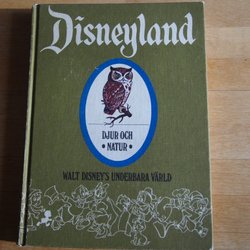 Disneyland
DJUR OCH
• NATUR •
WALT DISNEY'S UNDERBARA VÄRLD